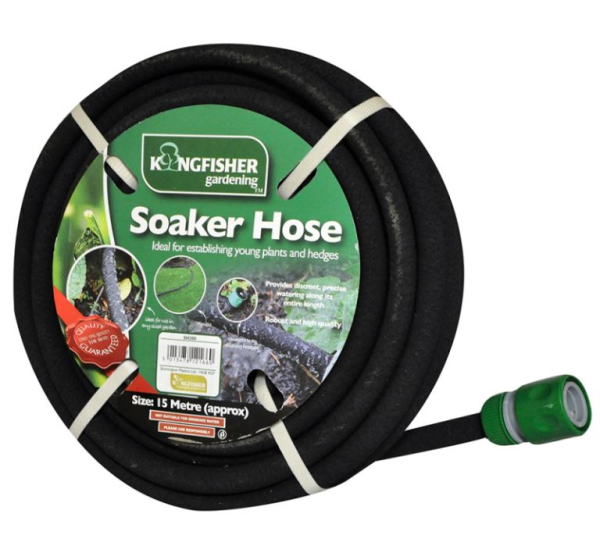 KINGFISHER
gardening™
Soaker Hose
Ideal for establishing young plants and hedges
Provides discreet, precise
watering along its
entire length
Robust and high quality
Ideal for use in
any sized garden
QUALITY
GUARANTEED
KINGFISHER
Size: 15 Metre (approx)
NOT SUITABLE FOR DRINKING WATER
PLEASE USE RESPONSIBLY